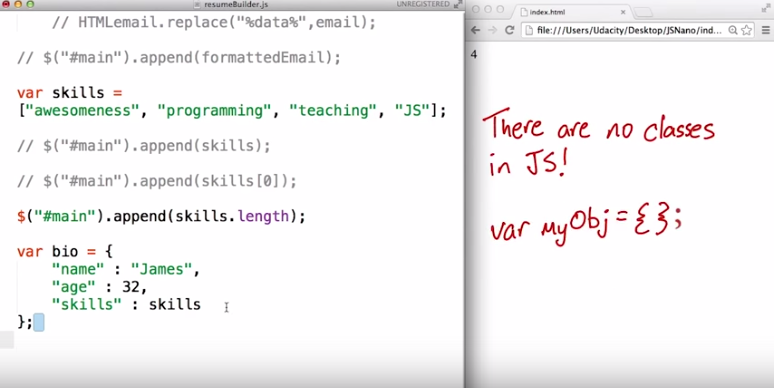 resumeBuilder.js
UNREGISTERED
// HTMLemail.replace("%data%",email);
// $("#main").append(formattedEmail);
var skills =
["awesomeness", "programming", "teaching", "JS"];
// $("#main").append(skills);
// $("#main").append(skills[0]);
$("#main").append(skills.length);
var bio = {
"name" : "James",
"age" : 32,
"skills" : skills
};
index.html
file:///Users/Udacity/Desktop/JSNano/ind
4
There are no classes
in JS!
var myObj = { };